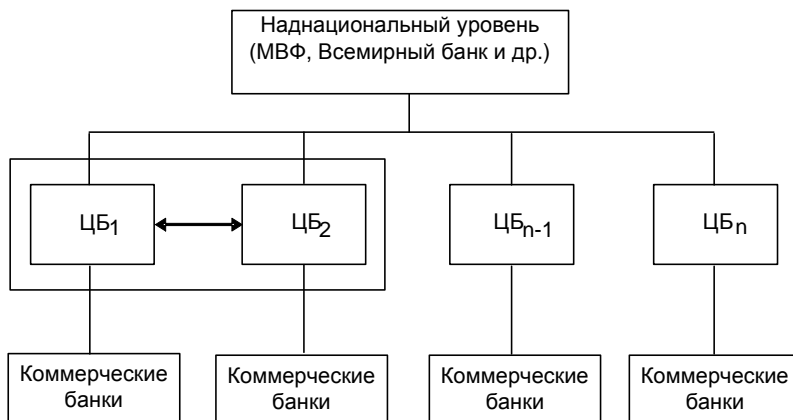 Наднациональный уровень
(МВФ, Всемирный банк и др.)
ЦБ1
ЦБ2
ЦБn-1
ЦБn
Коммерческие
банки
Коммерческие
банки
Коммерческие
банки
Коммерческие
банки